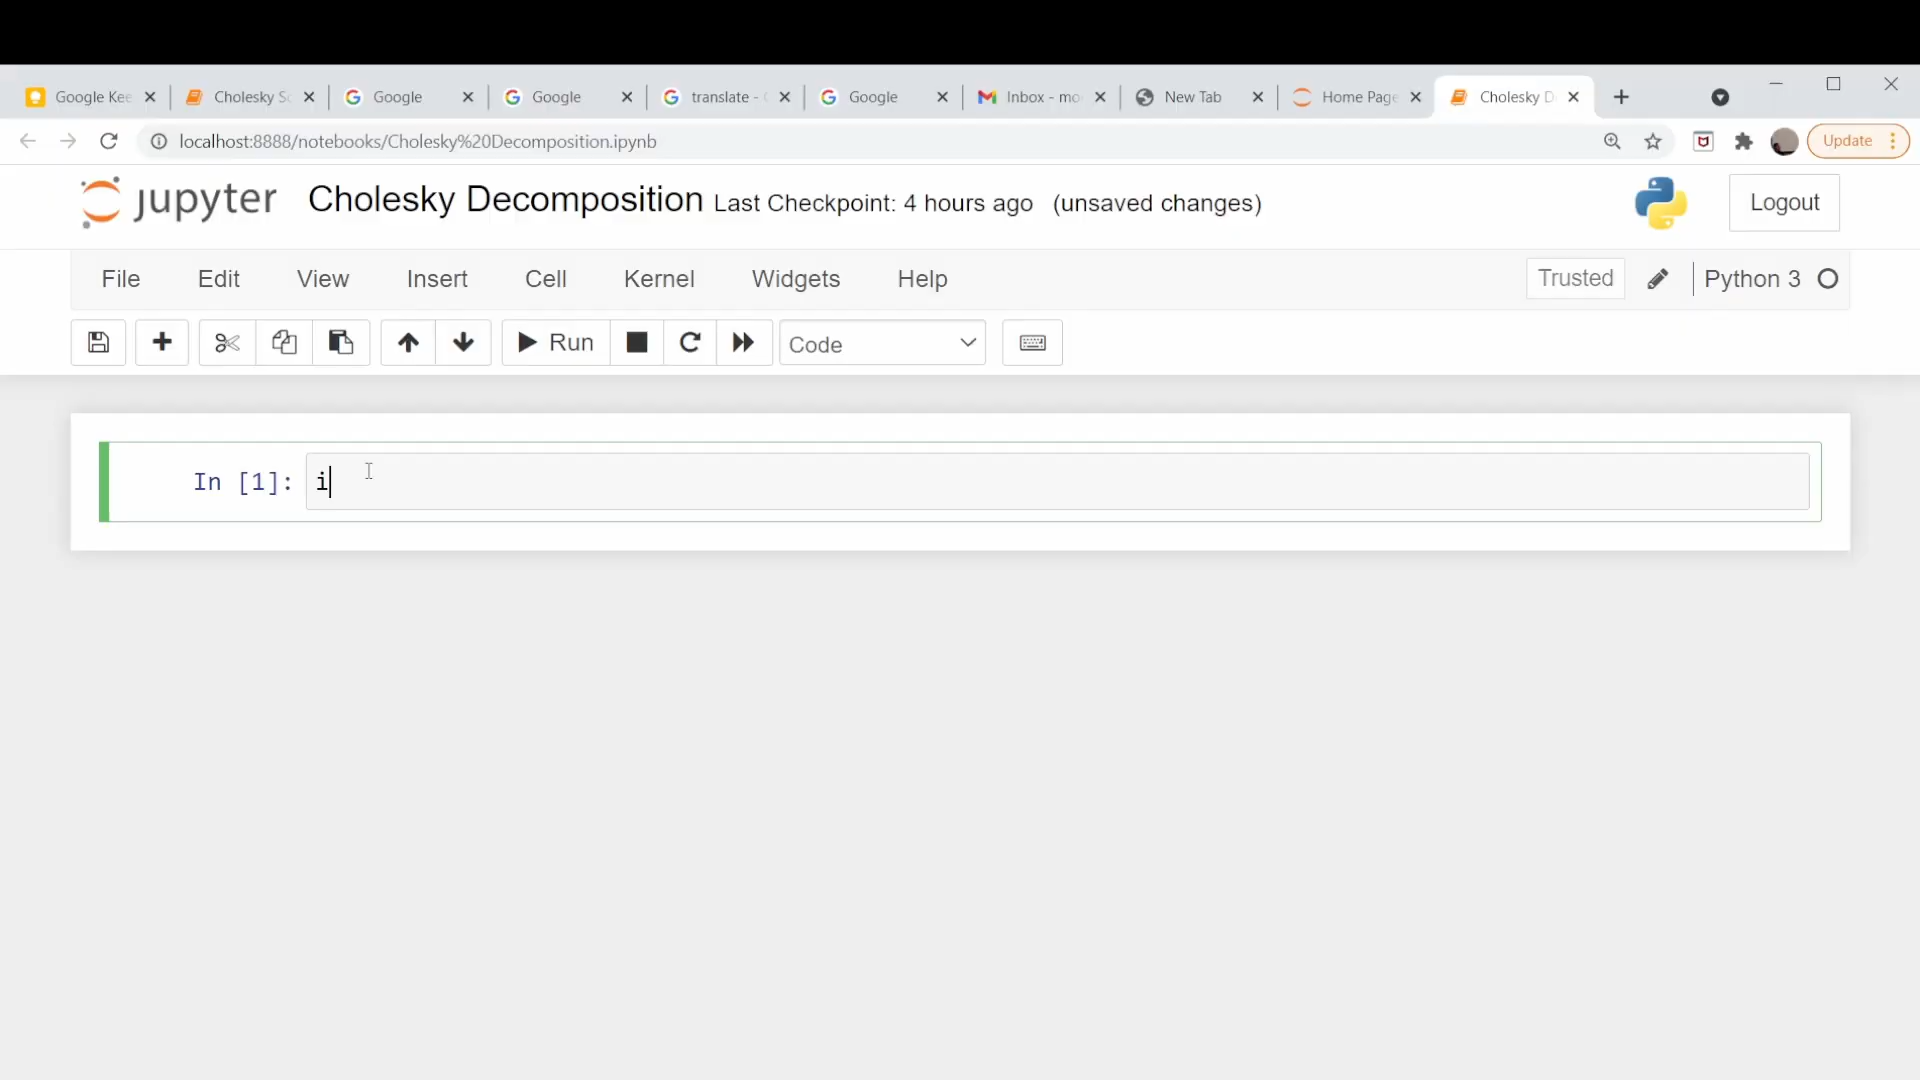 Google Kee
Cholesky S
Google
Google
translate -
Google
Inbox - mo
New Tab
Home Page
Cholesky D
localhost:8888/notebooks/Cholesky%20Decomposition.ipynb
Update
jupyter
Cholesky Decomposition Last Checkpoint: 4 hours ago (unsaved changes)
Logout
File Edit View Insert Cell Kernel Widgets Help
Trusted
Python 3
Run
Code
In [1]: i